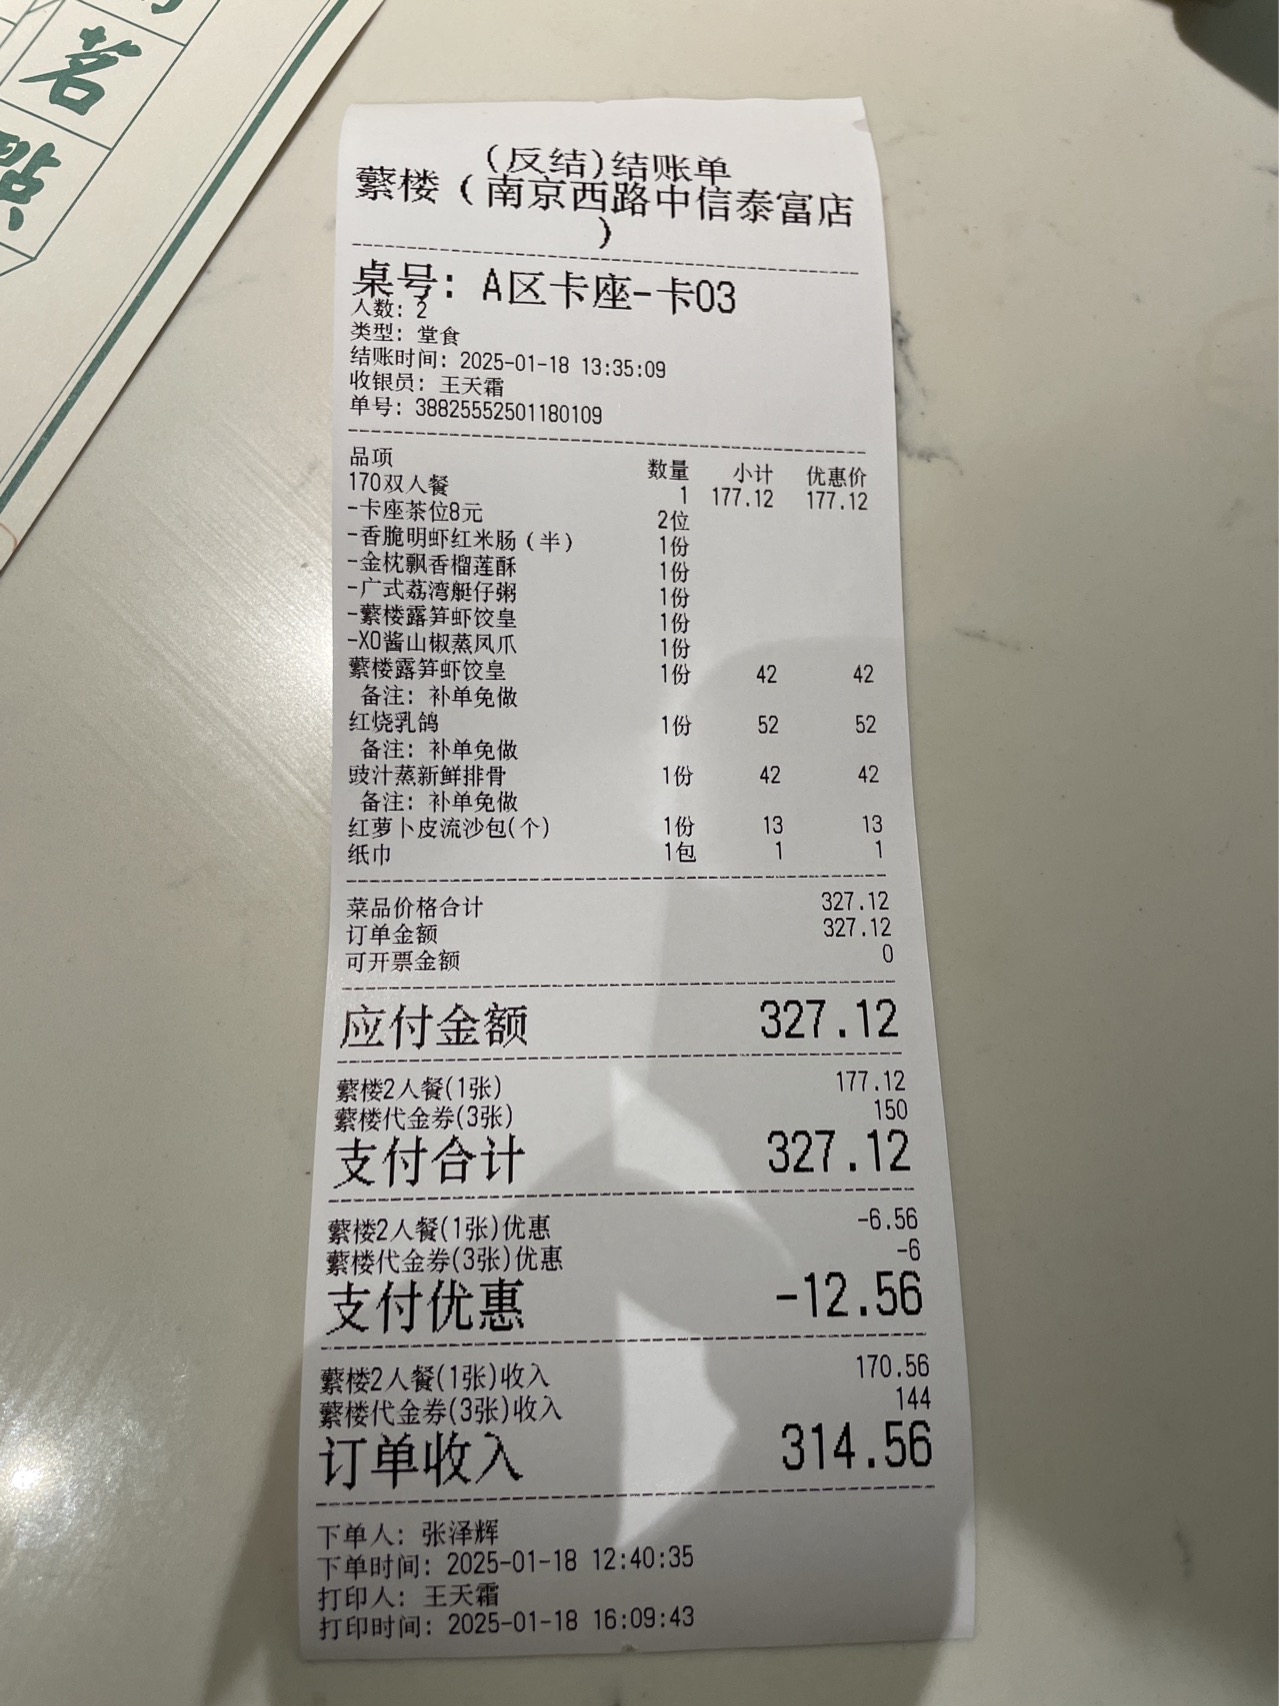 茗
點
(反结)结账单
蘩楼（南京西路中信泰富店
）
桌号: A区卡座-卡03
人数: 2
类型: 堂食
结账时间: 2025-01-18 13:35:09
收银员: 王天霜
单号: 38825552501180109
品项 数量 小计 优惠价
170双人餐 1 177.12 177.12
-卡座茶位8元 2位
-香脆明虾红米肠（半） 1份
-金枕飘香榴莲酥 1份
-广式荔湾艇仔粥 1份
-蘩楼露笋虾饺皇 1份
-XO酱山椒蒸凤爪 1份
蘩楼露笋虾饺皇 1份 42 42
备注: 补单免做
红烧乳鸽 1份 52 52
备注: 补单免做
豉汁蒸新鲜排骨 1份 42 42
备注: 补单免做
红萝卜皮流沙包(个) 1份 13 13
纸巾 1包 1 1
菜品价格合计 327.12
订单金额 327.12
可开票金额 0
应付金额 327.12
蘩楼2人餐(1张) 177.12
蘩楼代金券(3张) 150
支付合计 327.12
蘩楼2人餐(1张)优惠 -6.56
蘩楼代金券(3张)优惠 -6
支付优惠 -12.56
蘩楼2人餐(1张)收入 170.56
蘩楼代金券(3张)收入 144
订单收入 314.56
下单人: 张泽辉
下单时间: 2025-01-18 12:40:35
打印人: 王天霜
打印时间: 2025-01-18 16:09:43